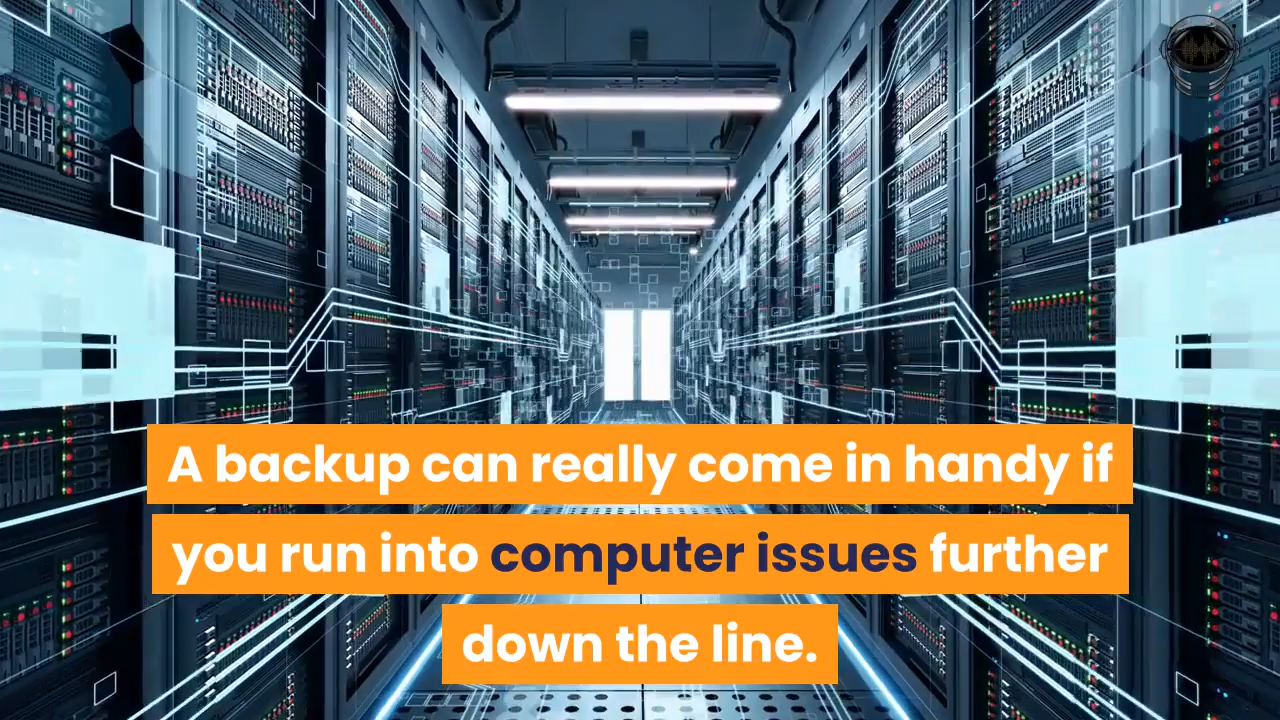 A backup can really come in handy if
you run into computer issues further
down the line.